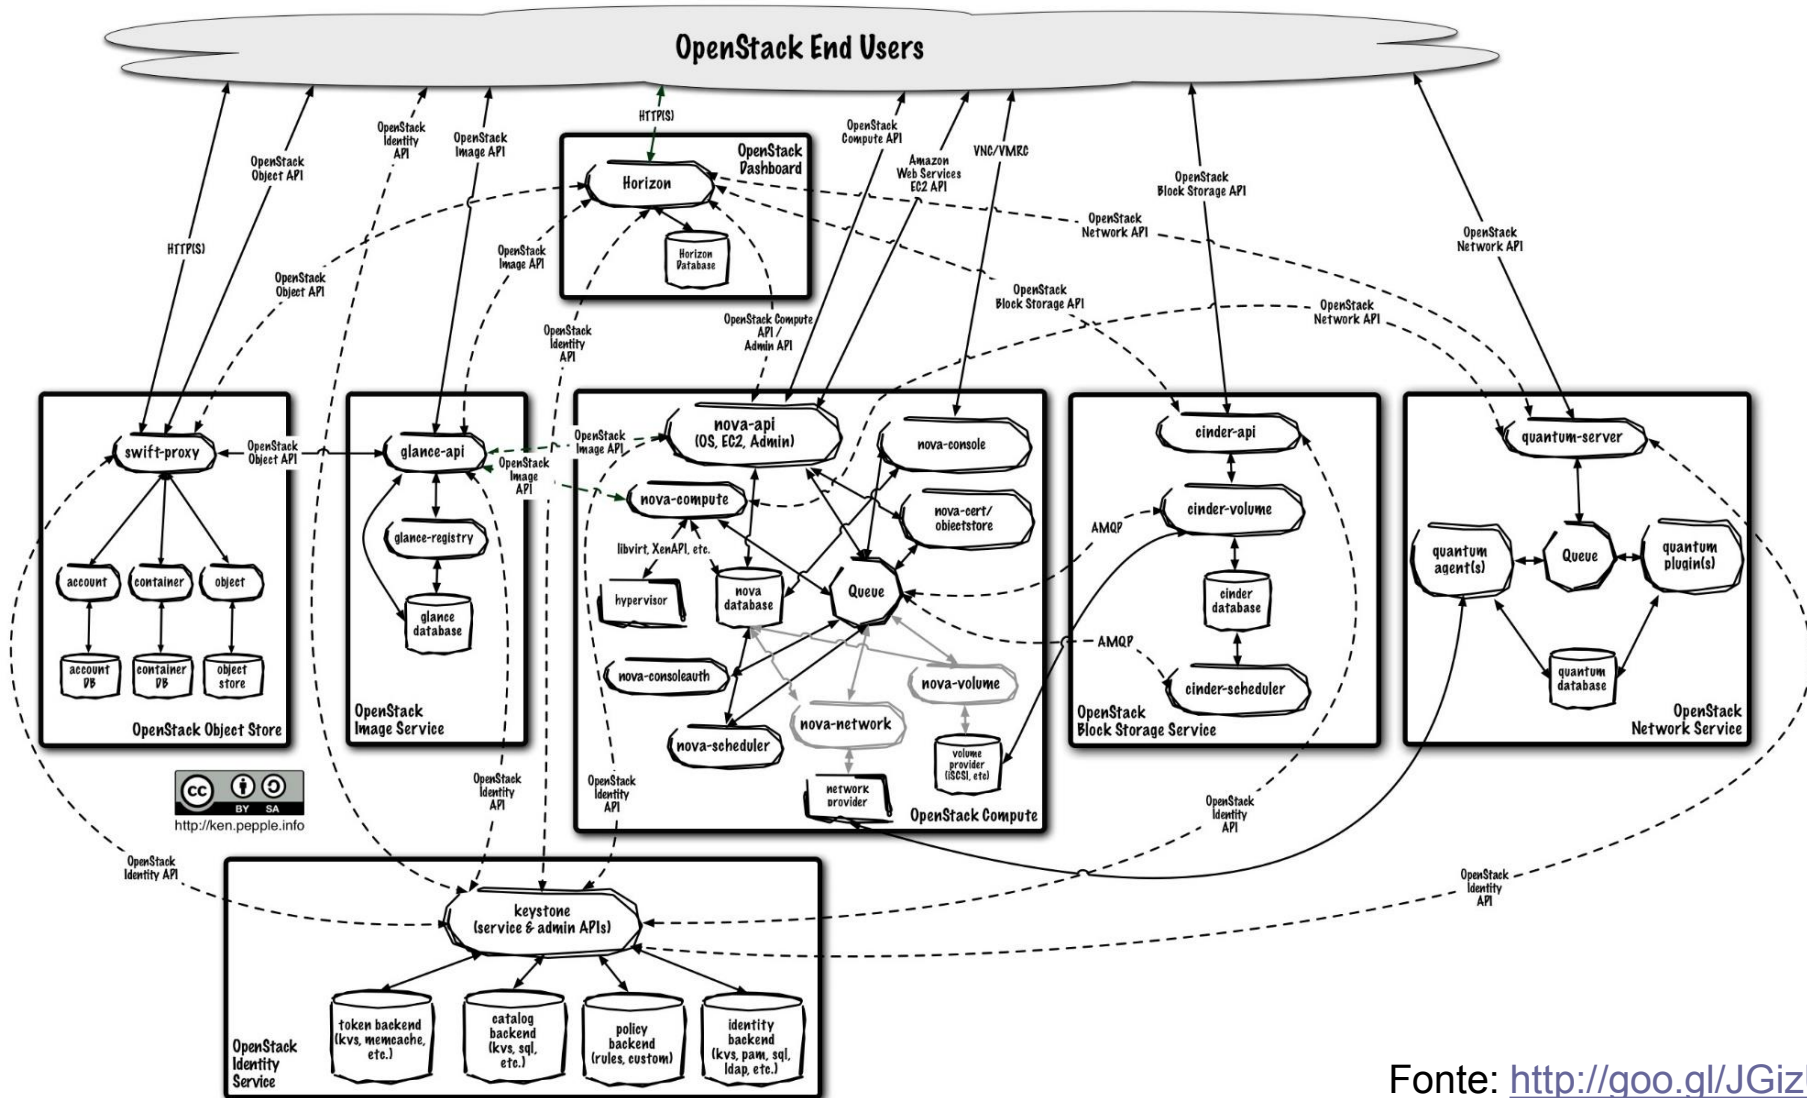 OpenStack End Users
HTTP(S)
OpenStack
Object API
OpenStack
Identity
API
OpenStack
Image API
HTTP(S)
OpenStack
Compute API
Amazon
Web Services
EC2 API
VNC/VMRC
OpenStack
Block Storage API
OpenStack
Network API
OpenStack
Dashboard
Horizon
Horizon
Database
OpenStack
Object API
OpenStack
Image API
OpenStack
Identity
API
OpenStack Compute
API /
Admin API
OpenStack
Block Storage API
OpenStack
Network API
OpenStack
Network API
swift-proxy
OpenStack
Object API
account
container
object
account
DB
container
DB
object
store
OpenStack Object Store
glance-api
glance-registry
glance
database
OpenStack
Image Service
OpenStack
Image API
OpenStack
Image API
nova-api
(OS, EC2, Admin)
nova-console
nova-compute
nova-cert/
objectstore
libvirt, XenAPI, etc.
hypervisor
nova
database
Queue
nova-consoleauth
nova-volume
nova-network
nova-scheduler
volume
provider
(iSCSI, etc)
network
provider
OpenStack Compute
cinder-api
cinder-volume
AMQP
cinder
database
AMQP
cinder-scheduler
OpenStack
Block Storage Service
quantum-server
quantum
agent(s)
Queue
quantum
plugin(s)
quantum
database
OpenStack
Network Service
cc
BY SA
http://ken.pepple.info
OpenStack
Identity
API
OpenStack
Identity
API
OpenStack
Identity
API
OpenStack
Identity API
OpenStack
Identity
API
keystone
(service & admin APIs)
token backend
(kvs, memcache,
etc.)
catalog
backend
(kvs, sql,
etc.)
policy
backend
(rules, custom)
identity
backend
(kvs, pam, sql,
ldap, etc.)
OpenStack
Identity
Service
Fonte: http://goo.gl/JGiz